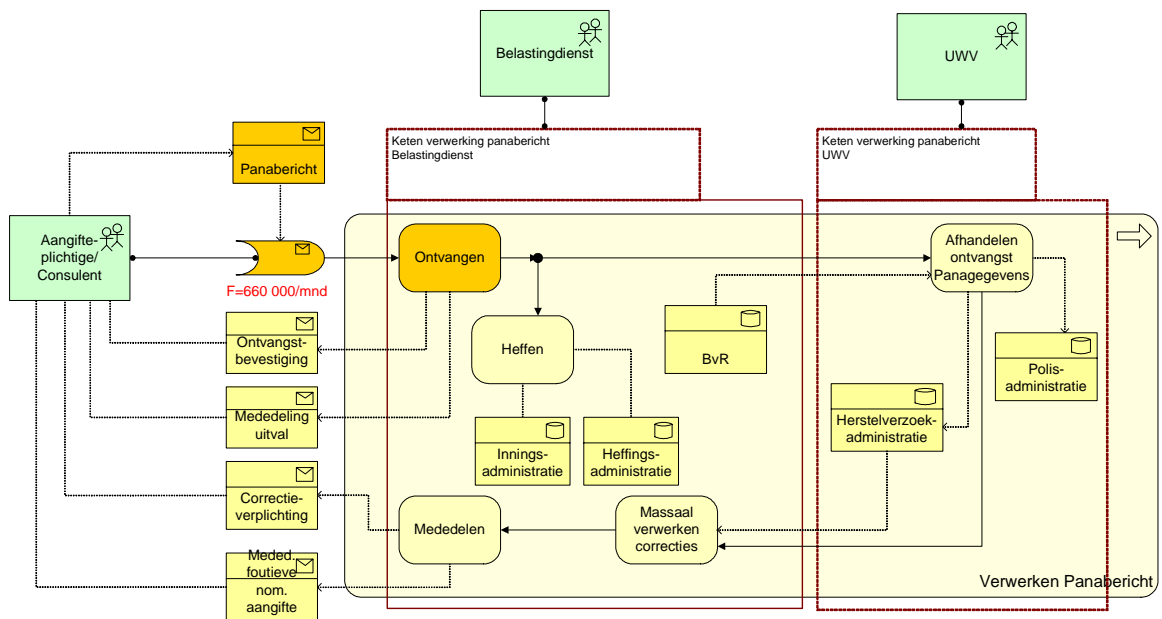 Belastingdienst
UWV
Keten verwerking panabericht
Belastingdienst
Keten verwerking panabericht
UWV
Panabericht
Aangifte-
plichtige/
Consulent
F=660 000/mnd
Ontvangen
Afhandelen
ontvangst
Panagegevens
Ontvangst-
bevestiging
Heffen
BvR
Polis-
administratie
Mededeling
uitval
Herstelverzoek-
administratie
Innings-
administratie
Heffings-
administratie
Correctie-
verplichting
Mededelen
Massaal
verwerken
correcties
Meded.
foutieve
nom.
aangifte
Verwerken Panabericht